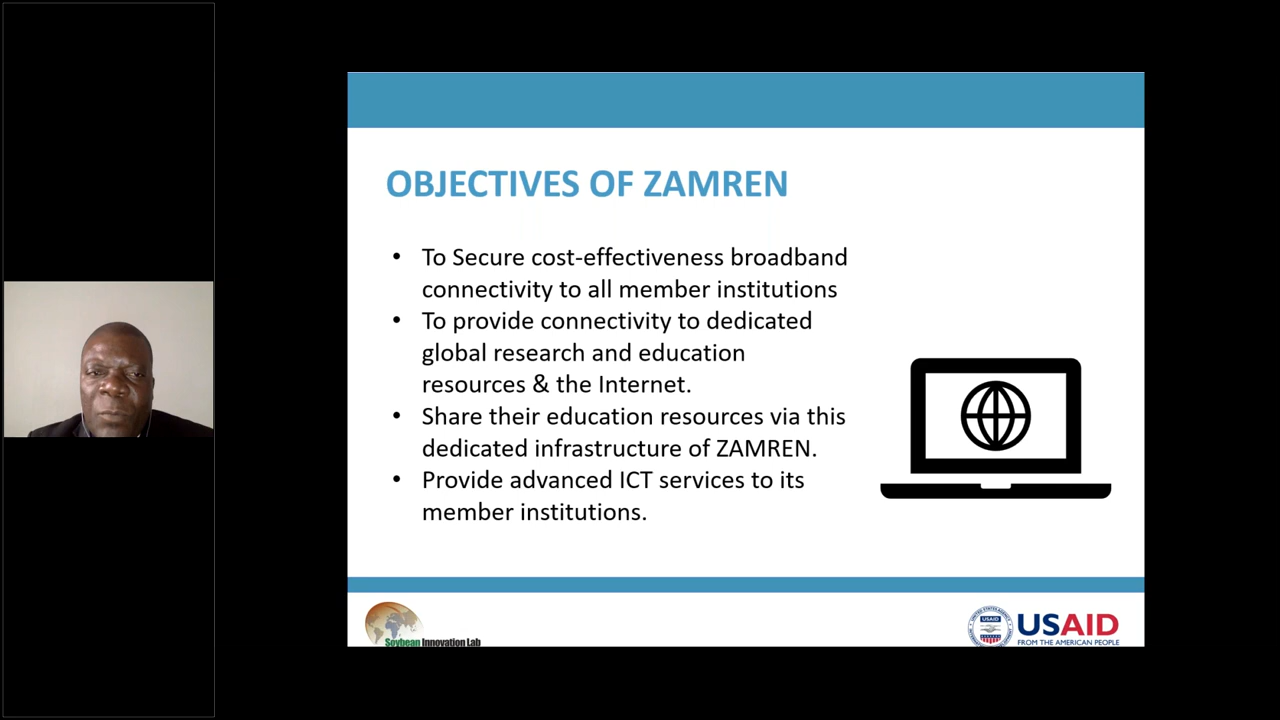 OBJECTIVES OF ZAMREN
• To Secure cost-effectiveness broadband
connectivity to all member institutions
• To provide connectivity to dedicated
global research and education
resources & the Internet.
• Share their education resources via this
dedicated infrastructure of ZAMREN.
• Provide advanced ICT services to its
member institutions.
Soybean Innovation Lab
USAID
USAID
FROM THE AMERICAN PEOPLE